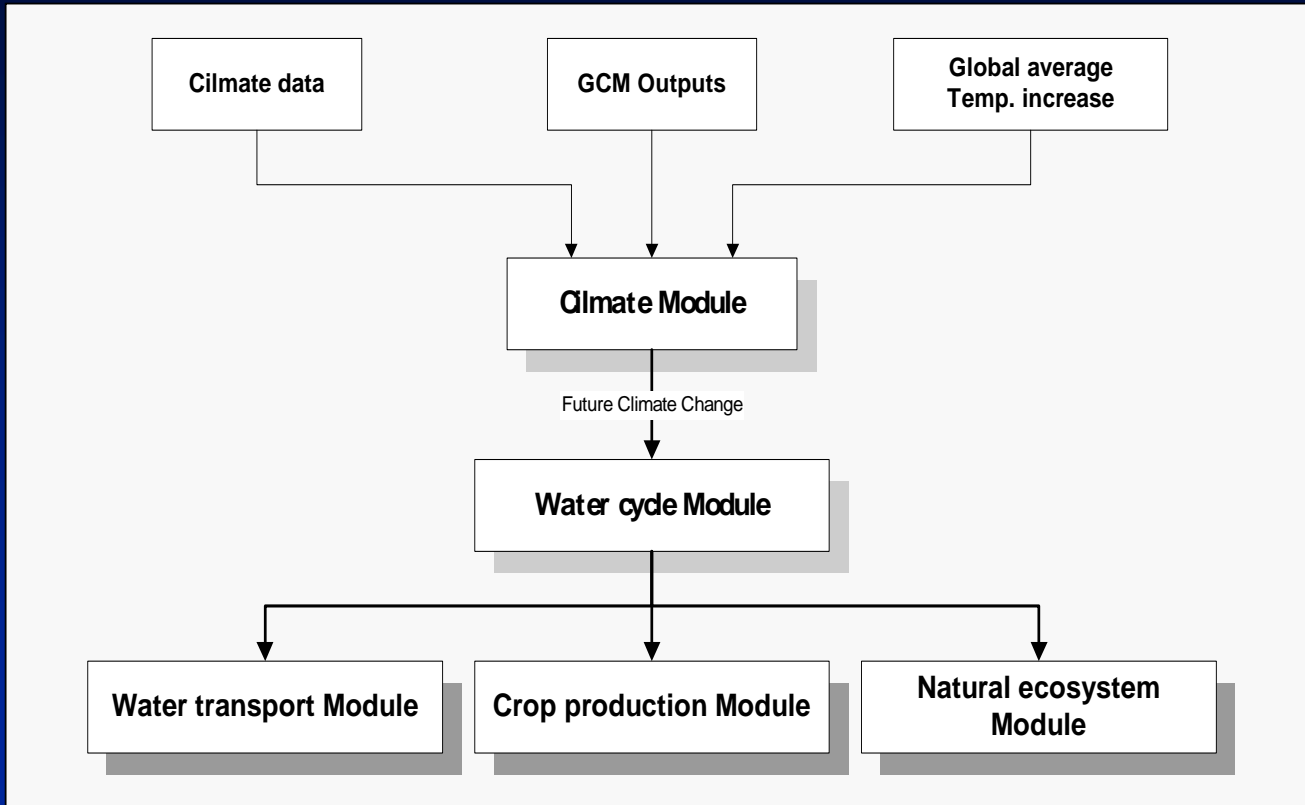 Cilmate data
GCM Outputs
Global average
Temp. increase
Cilmate Module
Future Climate Change
Water cycle Module
Water transport Module
Crop production Module
Natural ecosystem
Module